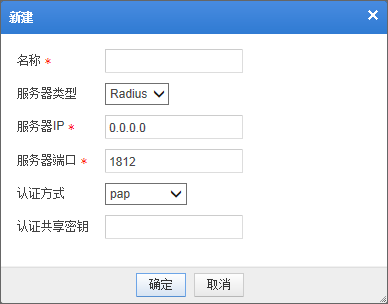 新建
名称 *
服务器类型 Radius
服务器IP * 0.0.0.0
服务器端口 * 1812
认证方式 pap
认证共享密钥
确定 取消